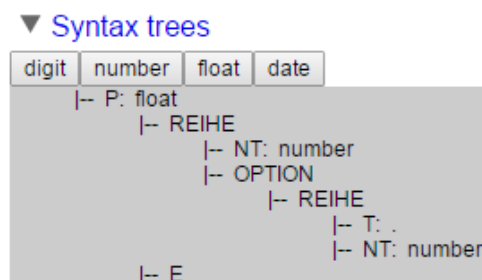 ▼ Syntax trees
digit number float date
|-- P: float
|-- REIHE
|-- NT: number
|-- OPTION
|-- REIHE
|-- T: .
|-- NT: number
|-- E